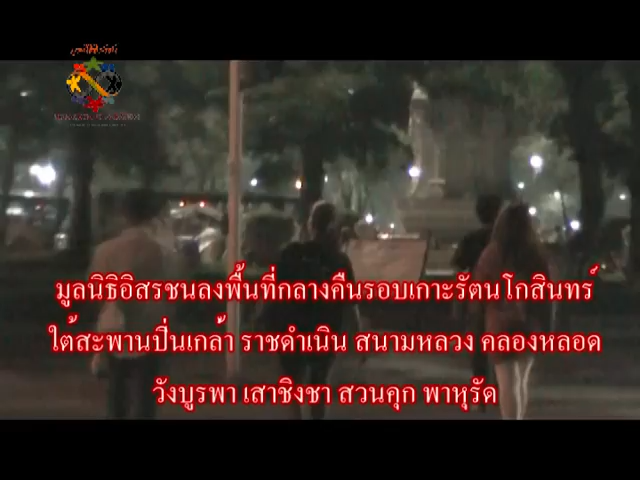 มูลนิธิอิสรชนลงพื้นที่กลางคืนรอบเกาะรัตนโกสินทร์
ใต้สะพานปิ่นเกล้า ราชดำเนิน สนามหลวง คลองหลอด
วังบูรพา เสาชิงช้า สวนคุก พาหุรัด